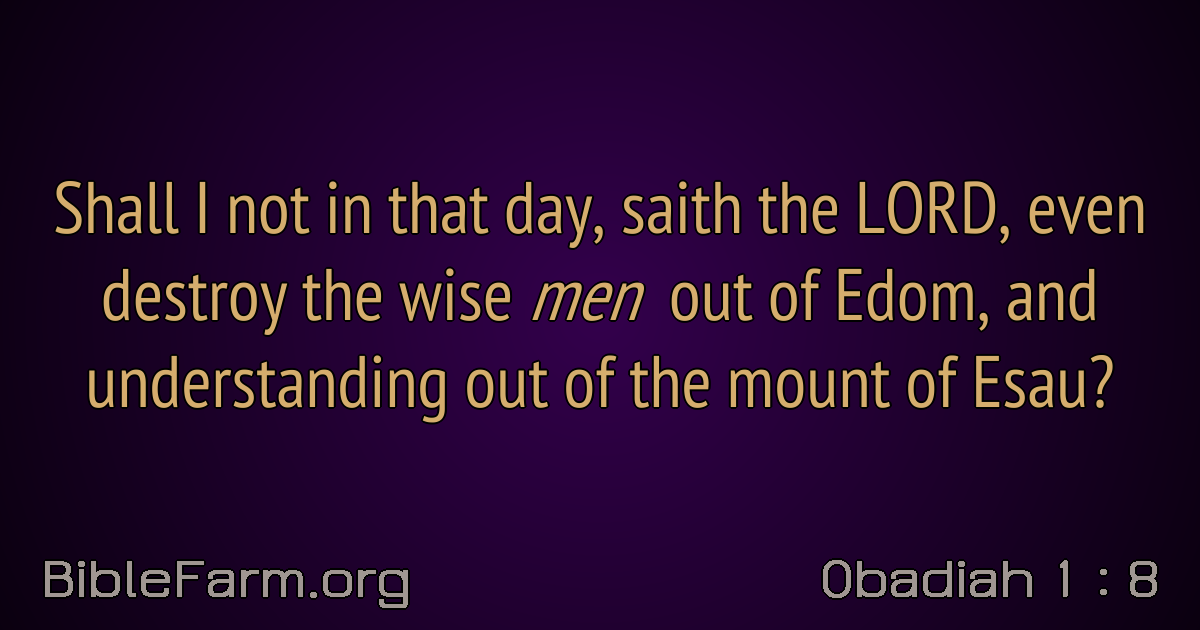 Shall I not in that day, saith the LORD, even
destroy the wise men out of Edom, and
understanding out of the mount of Esau?
BibleFarm.org
Obadiah 1 : 8